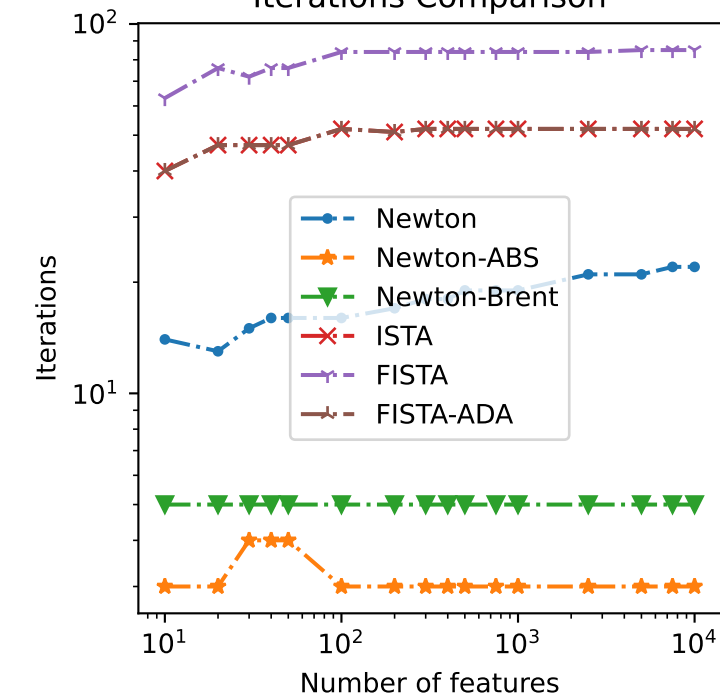 Iterations Comparison
10²
Newton
Newton-ABS
Newton-Brent
ISTA
FISTA
FISTA-ADA
Iterations
10¹
10¹ 10² 10³ 10⁴
Number of features